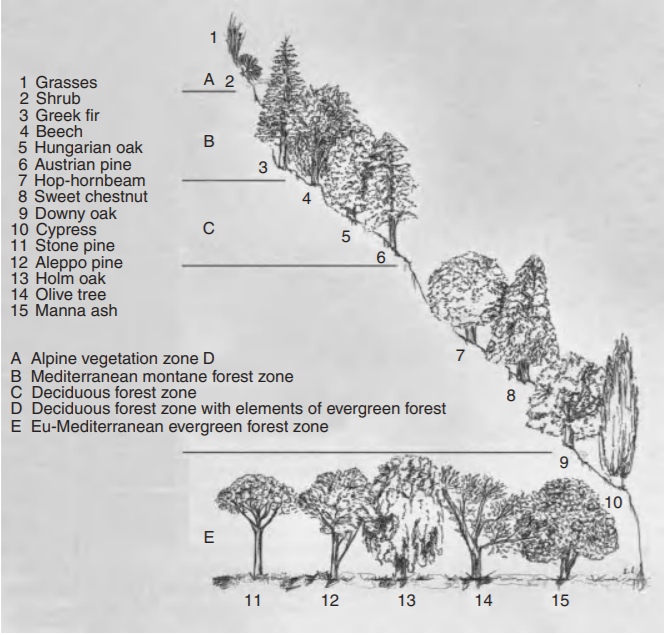 1
A 2
1 Grasses
2 Shrub
3 Greek fir
4 Beech
5 Hungarian oak
6 Austrian pine
7 Hop-hornbeam
8 Sweet chestnut
9 Downy oak
10 Cypress
11 Stone pine
12 Aleppo pine
13 Holm oak
14 Olive tree
15 Manna ash
B
3
4
C
5
6
7
A Alpine vegetation zone D
B Mediterranean montane forest zone
C Deciduous forest zone
D Deciduous forest zone with elements of evergreen forest
E Eu-Mediterranean evergreen forest zone
8
9
10
E
11 12 13 14 15